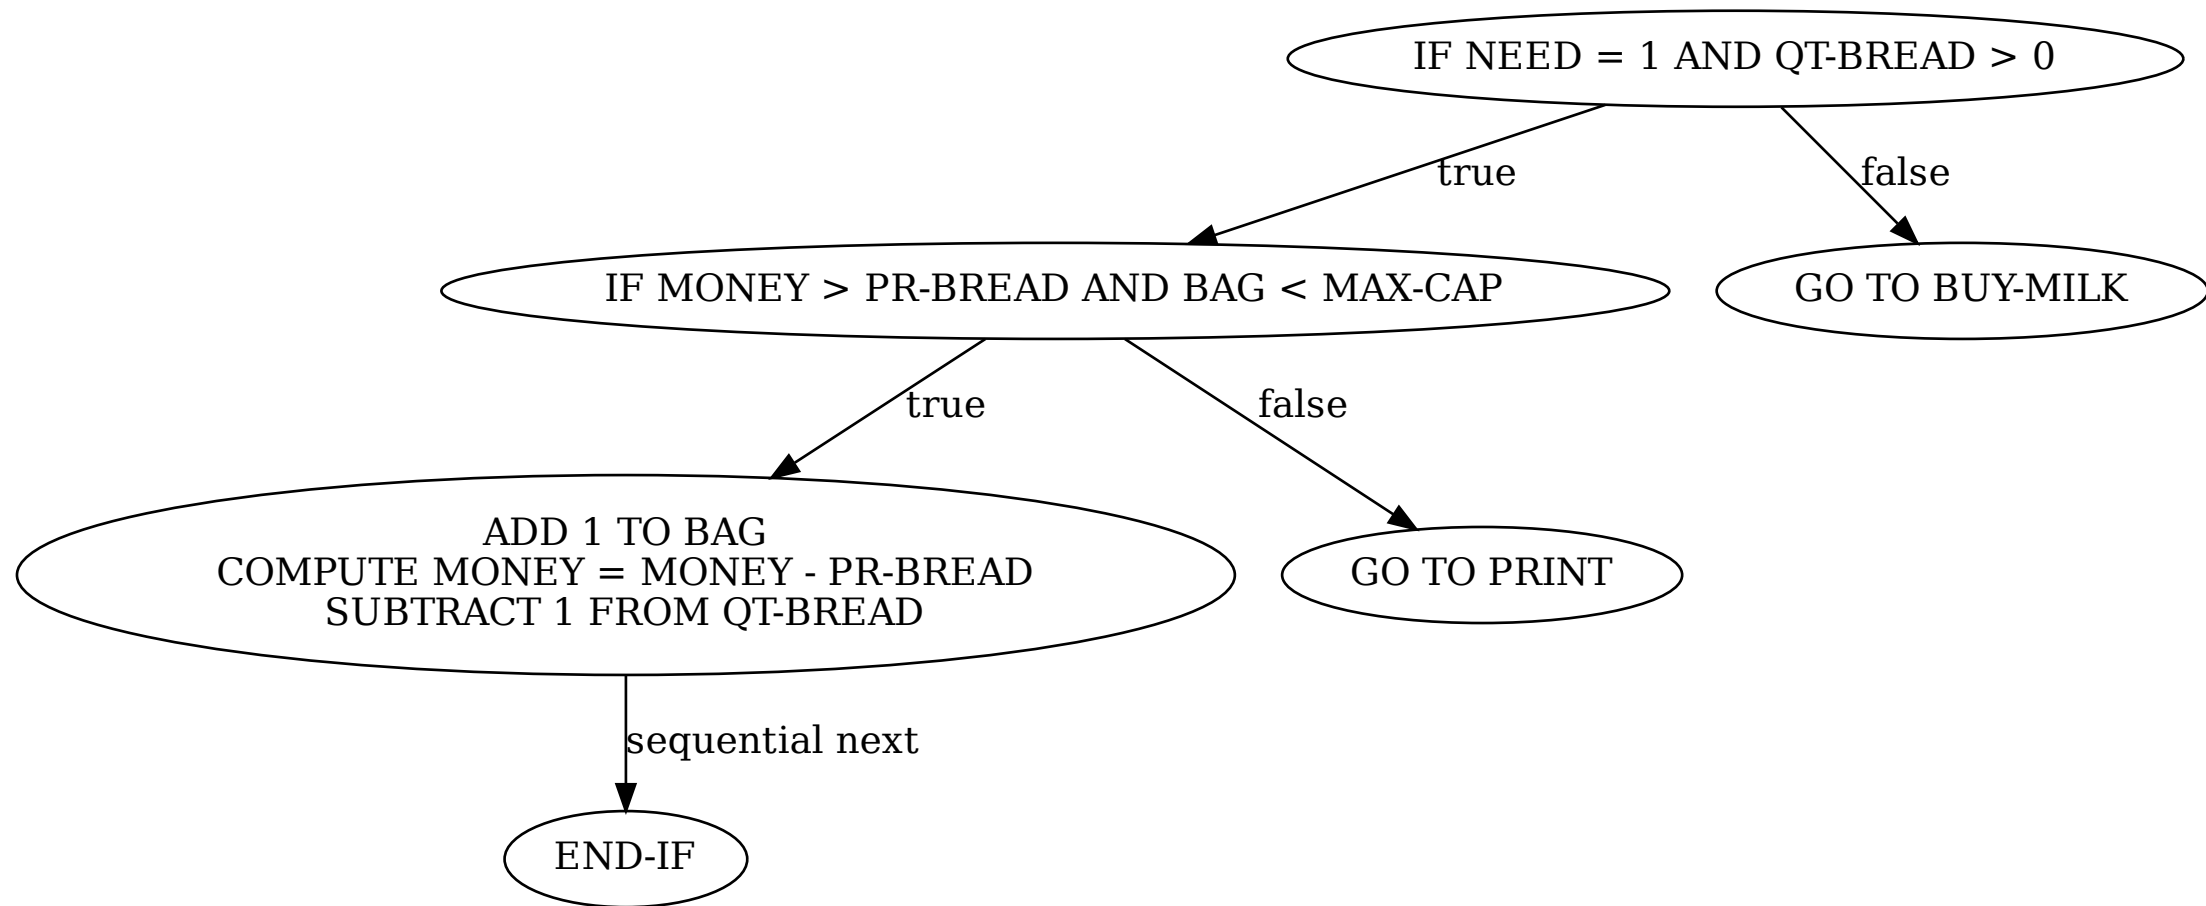 IF NEED = 1 AND QT-BREAD > 0
true
false
IF MONEY > PR-BREAD AND BAG < MAX-CAP
GO TO BUY-MILK
true
false
ADD 1 TO BAG
COMPUTE MONEY = MONEY - PR-BREAD
SUBTRACT 1 FROM QT-BREAD
GO TO PRINT
sequential next
END-IF